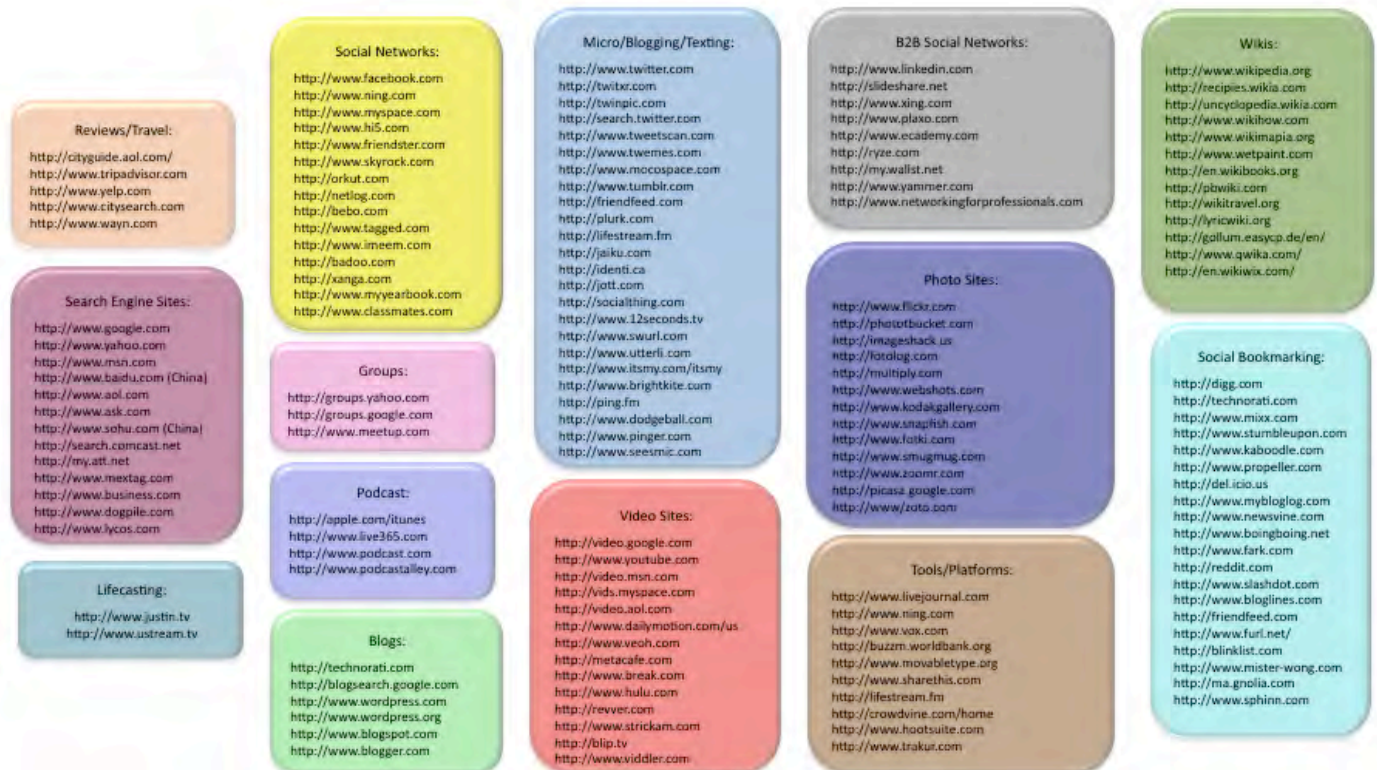 Reviews/Travel:
http://cityguide.aol.com/
http://www.tripadvisor.com
http://www.yelp.com
http://www.citysearch.com
http://www.wayn.com
Search Engine Sites:
http://www.google.com
http://www.yahoo.com
http://www.msn.com
http://www.baidu.com (China)
http://www.aol.com
http://www.ask.com
http://www.sohu.com (China)
http://search.comcast.net
http://my.att.net
http://www.mextag.com
http://www.business.com
http://www.dogpile.com
http://www.lycos.com
Lifecasting:
http://www.justin.tv
http://www.ustream.tv
Social Networks:
http://www.facebook.com
http://www.ning.com
http://www.myspace.com
http://www.hi5.com
http://www.friendster.com
http://www.skyrock.com
http://orkut.com
http://netlog.com
http://bebo.com
http://www.tagged.com
http://www.imeem.com
http://badoo.com
http://xanga.com
http://www.myyearbook.com
http://www.classmates.com
Groups:
http://groups.yahoo.com
http://groups.google.com
http://www.meetup.com
Podcast:
http://apple.com/itunes
http://www.live365.com
http://www.podcast.com
http://www.podcastalley.com
Blogs:
http://technorati.com
http://blogsearch.google.com
http://www.wordpress.com
http://www.wordpress.org
http://www.blogspot.com
http://www.blogger.com
Micro/Blogging/Texting:
http://www.twitter.com
http://twitxr.com
http://twinpic.com
http://search.twitter.com
http://www.tweetscan.com
http://www.twemes.com
http://www.mocospace.com
http://www.tumblr.com
http://friendfeed.com
http://plurk.com
http://lifestream.fm
http://jaiku.com
http://identi.ca
http://jott.com
http://socialthing.com
http://www.12seconds.tv
http://www.swurl.com
http://www.utterli.com
http://www.itsmy.com/itsmy
http://www.brightkite.com
http://ping.fm
http://www.dodgeball.com
http://www.pinger.com
http://www.seesmic.com
Video Sites:
http://video.google.com
http://www.youtube.com
http://video.msn.com
http://vids.myspace.com
http://video.aol.com
http://www.dailymotion.com/us
http://www.veoh.com
http://metacafe.com
http://www.break.com
http://www.hulu.com
http://revver.com
http://www.strickam.com
http://blip.tv
http://www.viddler.com
B2B Social Networks:
http://www.linkedin.com
http://slideshare.net
http://www.xing.com
http://www.plaxo.com
http://www.ecademy.com
http://ryze.com
http://my.wallst.net
http://www.yammer.com
http://www.networkingforprofessionals.com
Photo Sites:
http://www.flickr.com
http://phototbucket.com
http://imageshack.us
http://fotolog.com
http://multiply.com
http://www.webshots.com
http://www.kodakgallery.com
http://www.snapfish.com
http://www.fotki.com
http://www.smugmug.com
http://www.zoomr.com
http://picasa.google.com
http://www/zoto.com
Tools/Platforms:
http://www.livejournal.com
http://www.ning.com
http://www.vox.com
http://buzzm.worldbank.org
http://www.movabletype.org
http://www.sharethis.com
http://lifestream.fm
http://crowdvine.com/home
http://www.hootsuite.com
http://www.trakur.com
Wikis:
http://www.wikipedia.org
http://recipies.wikia.com
http://uncyclopedia.wikia.com
http://www.wikihow.com
http://www.wikimapia.org
http://www.wetpaint.com
http://en.wikibooks.org
http://pbwiki.com
http://wikitravel.org
http://lyricwiki.org
http://gollum.easycp.de/en/
http://www.qwika.com/
http://en.wikiwix.com/
Social Bookmarking:
http://digg.com
http://technorati.com
http://www.mixx.com
http://www.stumbleupon.com
http://www.kaboodle.com
http://www.propeller.com
http://del.icio.us
http://www.mybloglog.com
http://www.newsvine.com
http://www.boingboing.net
http://www.fark.com
http://reddit.com
http://www.slashdot.com
http://www.bloglines.com
http://friendfeed.com
http://www.furl.net/
http://blinklist.com
http://www.mister-wong.com
http://ma.gnolia.com
http://www.sphinn.com